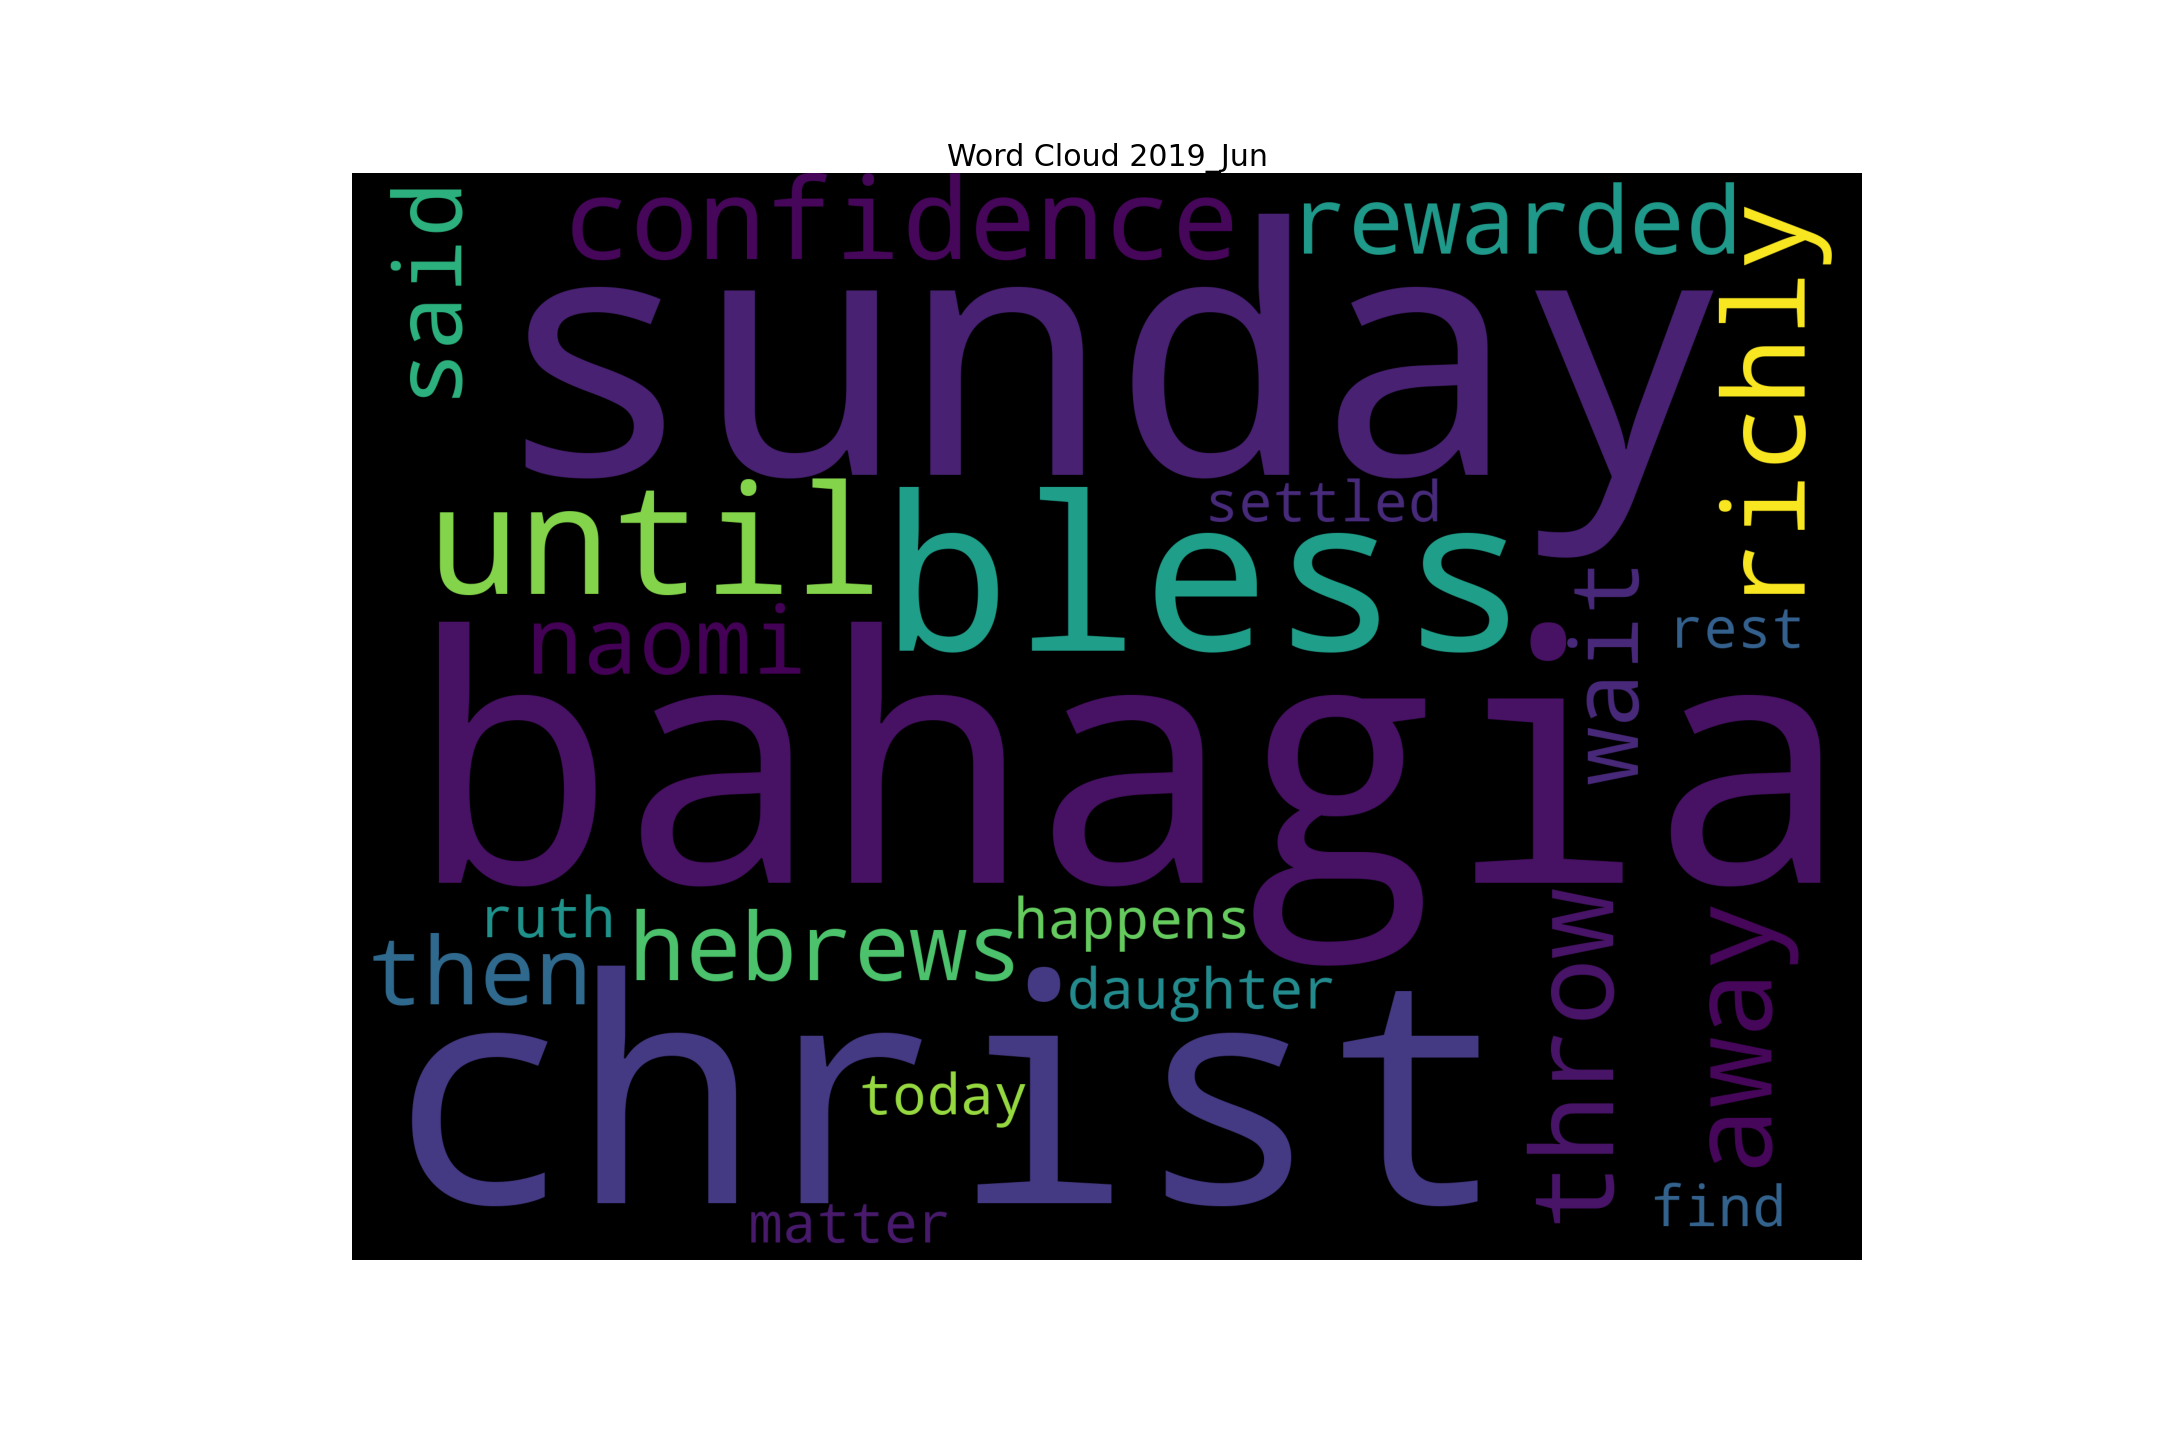 Word Cloud 2019_Jun
said
confidence
rewarded
richly
sunday
until
bless
settled
naomi
wait
rest
bahagia
ruth
hebrews
happens
then
daughter
throw
away
christ
today
find
matter